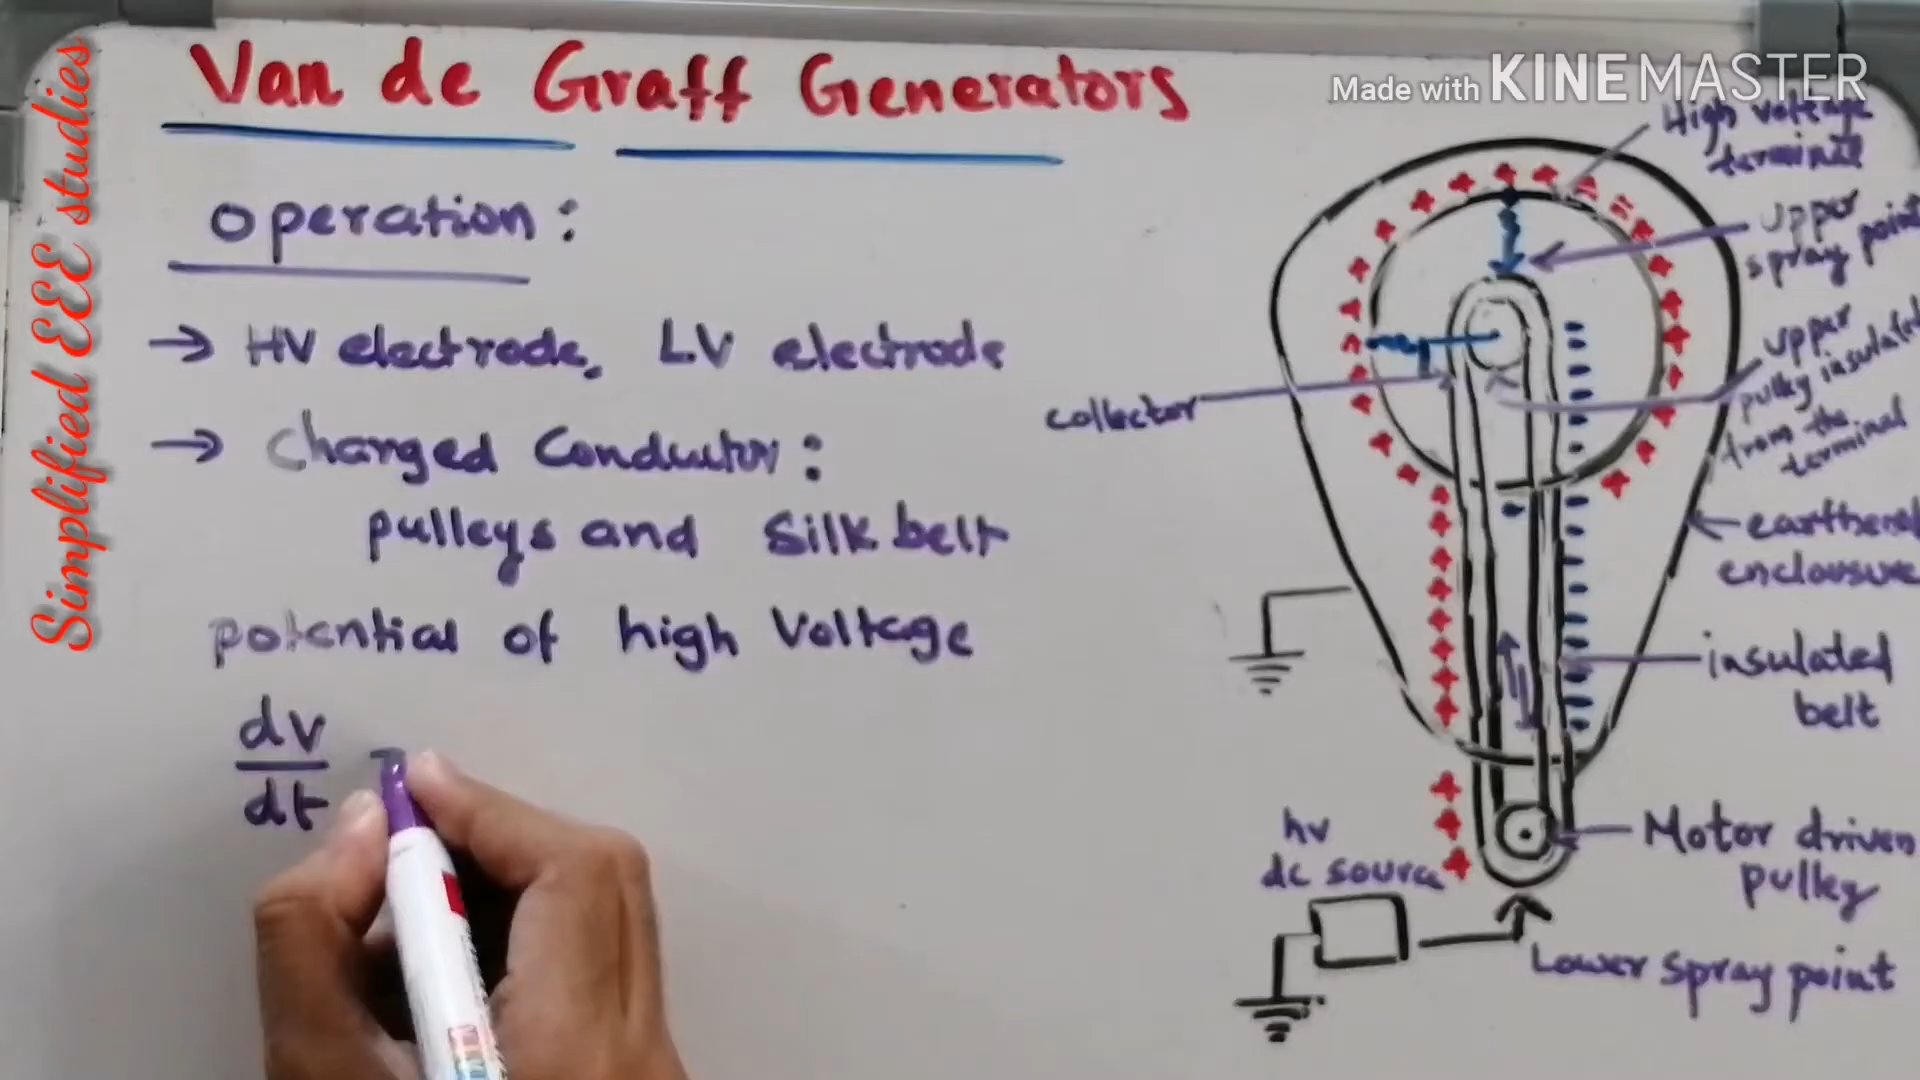 Van de Graff Generators
Operation:
→ HV electrode, LV electrode
→ Charged Conductor:
pulleys and silk belt
potential of high voltage
dv
dt
=
Simplified EEE studies
Made with KINEMASTER
High voltage
terminal
upper
spray point
upper
pulley insulated
from the
terminal
collector
earthered
enclousure
insulated
belt
Motor driven
pulley
hv
dc source
Lower spray point